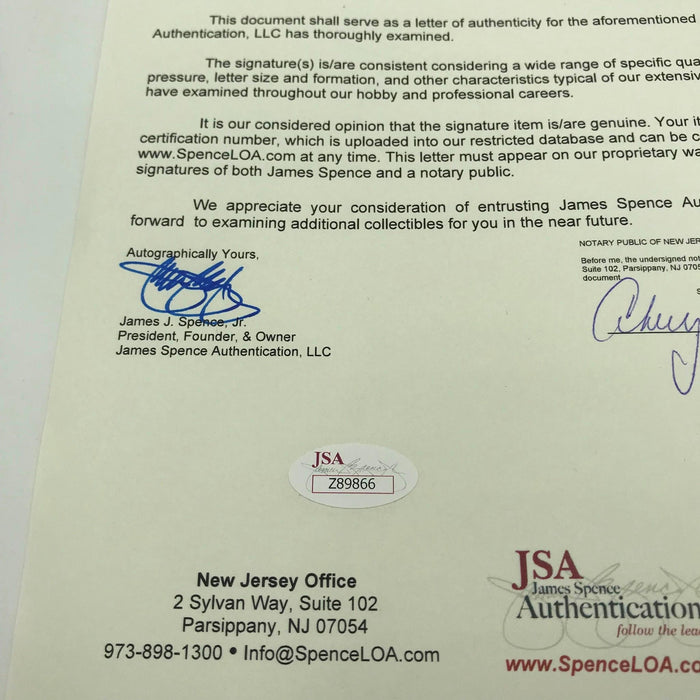 This document shall serve as a letter of authenticity for the aforementioned
Authentication, LLC has thoroughly examined.
The signature(s) is/are consistent considering a wide range of specific qua
pressure, letter size and formation, and other characteristics typical of our extensiv
have examined throughout our hobby and professional careers.
It is our considered opinion that the signature item is/are genuine. Your it
certification number, which is uploaded into our restricted database and can be c
www.SpenceLOA.com at any time. This letter must appear on our proprietary wa
signatures of both James Spence and a notary public.
We appreciate your consideration of entrusting James Spence Au
forward to examining additional collectibles for you in the near future.
NOTARY PUBLIC OF NEW JER
Before me, the undersigned not
Suite 102, Parsippany, NJ 0705
document.
S
Autographically Yours,
James J. Spence, Jr.
President, Founder, & Owner
James Spence Authentication, LLC
JSA
Z89866
New Jersey Office
2 Sylvan Way, Suite 102
Parsippany, NJ 07054
973-898-1300 • Info@SpenceLOA.com
JSA
James Spence
Authentication
follow the lea
www.SpenceLOA.co